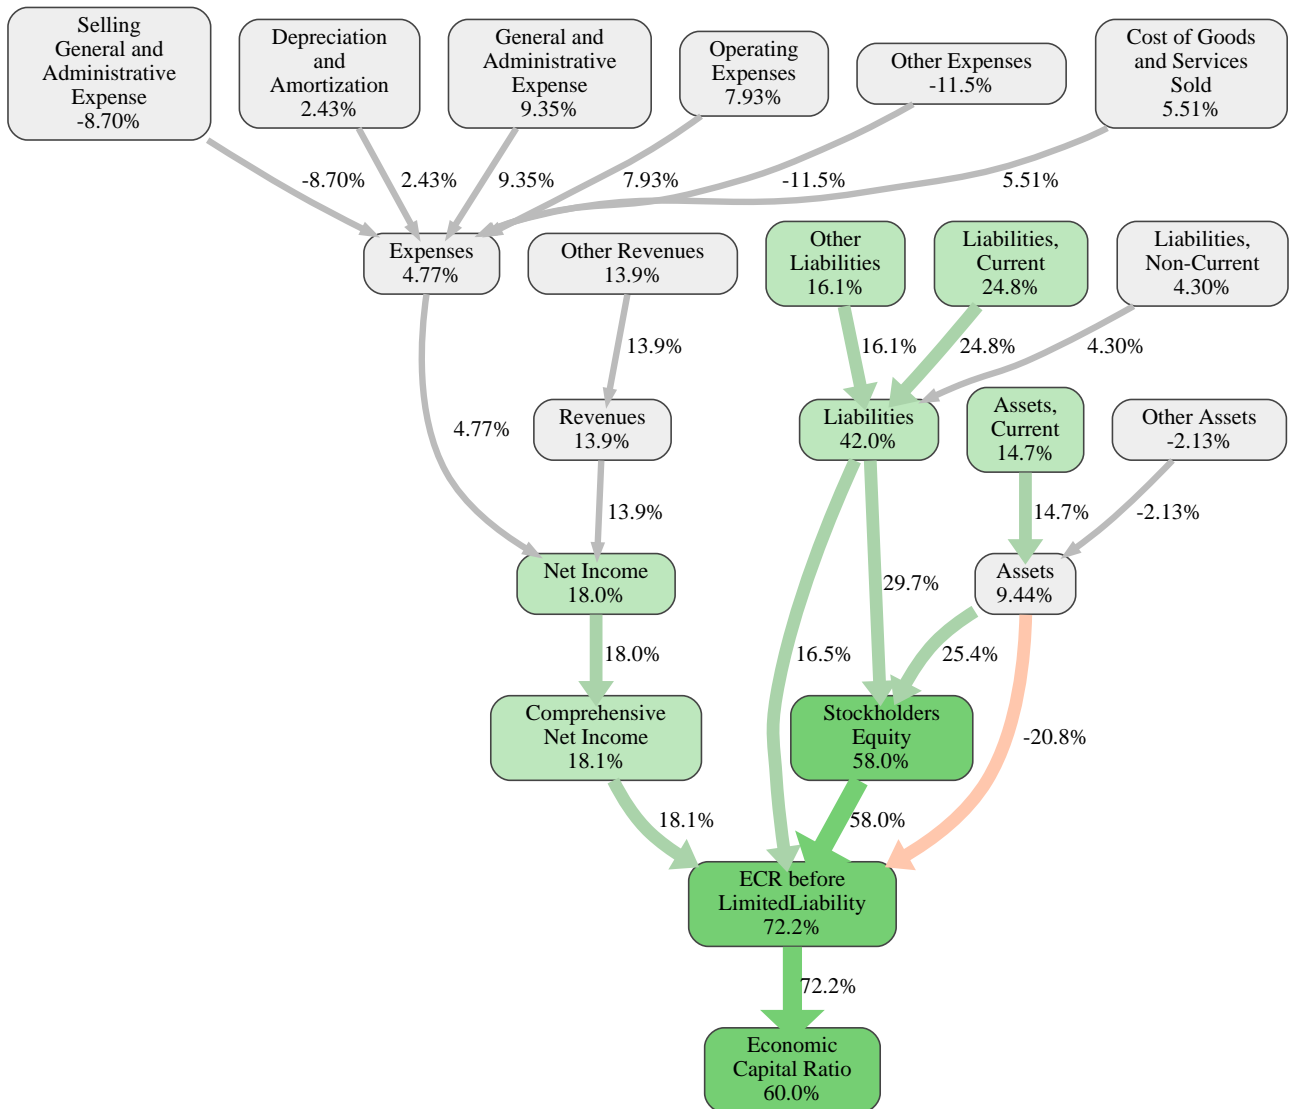 Selling
General and
Administrative
Expense
-8.70%
Depreciation
and
Amortization
2.43%
General and
Administrative
Expense
9.35%
Operating
Expenses
7.93%
Other Expenses
-11.5%
Cost of Goods
and Services
Sold
5.51%
-8.70%
2.43%
9.35%
7.93%
-11.5%
5.51%
Expenses
4.77%
Other Revenues
13.9%
Other
Liabilities
16.1%
Liabilities,
Current
24.8%
Liabilities,
Non-Current
4.30%
13.9%
16.1%
24.8%
4.30%
4.77%
Revenues
13.9%
Liabilities
42.0%
Assets,
Current
14.7%
Other Assets
-2.13%
13.9%
14.7%
-2.13%
Net Income
18.0%
29.7%
Assets
9.44%
18.0%
16.5%
25.4%
Comprehensive
Net Income
18.1%
Stockholders
Equity
58.0%
-20.8%
18.1%
58.0%
ECR before
LimitedLiability
72.2%
72.2%
Economic
Capital Ratio
60.0%